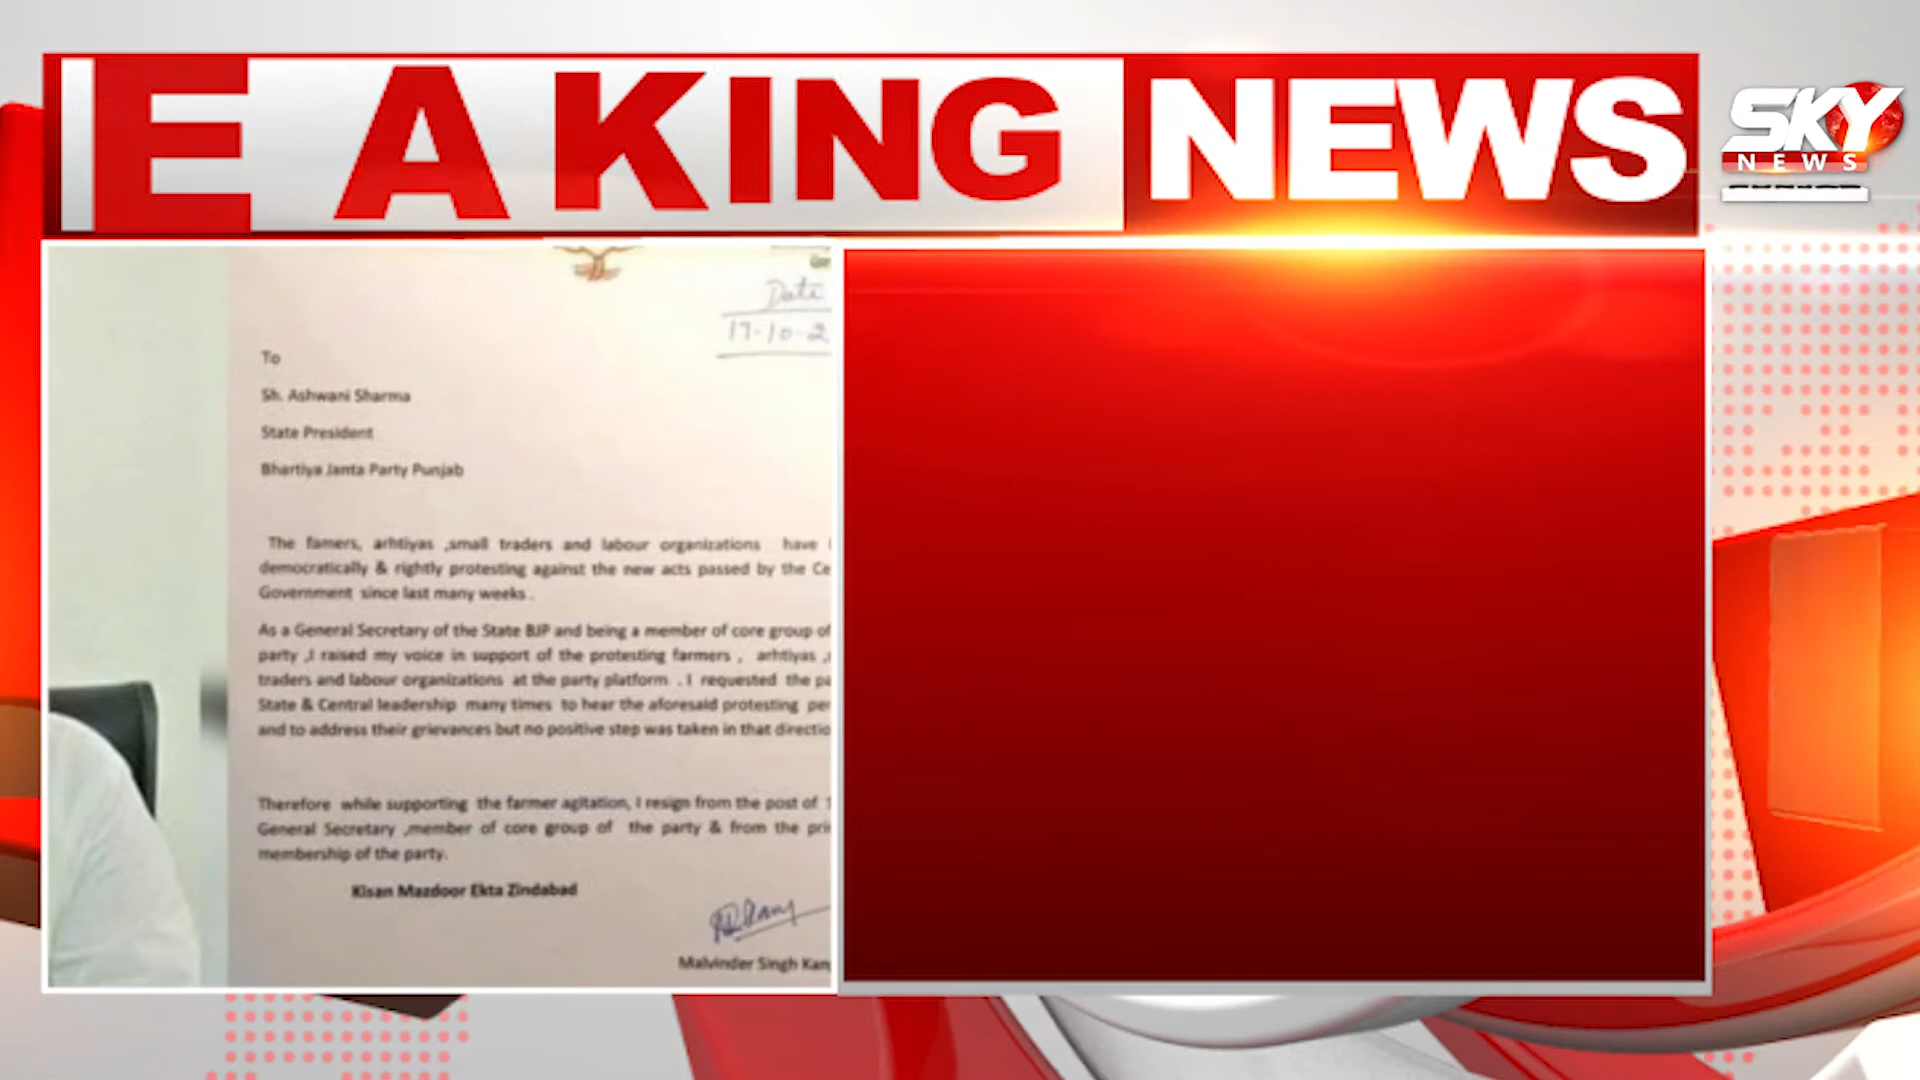 EAKING NEWS
SKY
NEWS
Date
17-10-2
To
Sh. Ashwani Sharma
State President
Bhartiya Janta Party Punjab
The famers, arhtiyas ,small traders and labour organizations have
democratically & rightly protesting against the new acts passed by the Ce
Government since last many weeks .
As a General Secretary of the State BJP and being a member of core group of
party ,I raised my voice in support of the protesting farmers , arhtiyas ,
traders and labour organizations at the party platform . I requested the pa
State & Central leadership many times to hear the aforesaid protesting per
and to address their grievances but no positive step was taken in that directio
Therefore while supporting the farmer agitation, I resign from the post of
General Secretary ,member of core group of the party & from the pri
membership of the party.
Kisan Mazdoor Ekta Zindabad
Malvinder Singh Kan